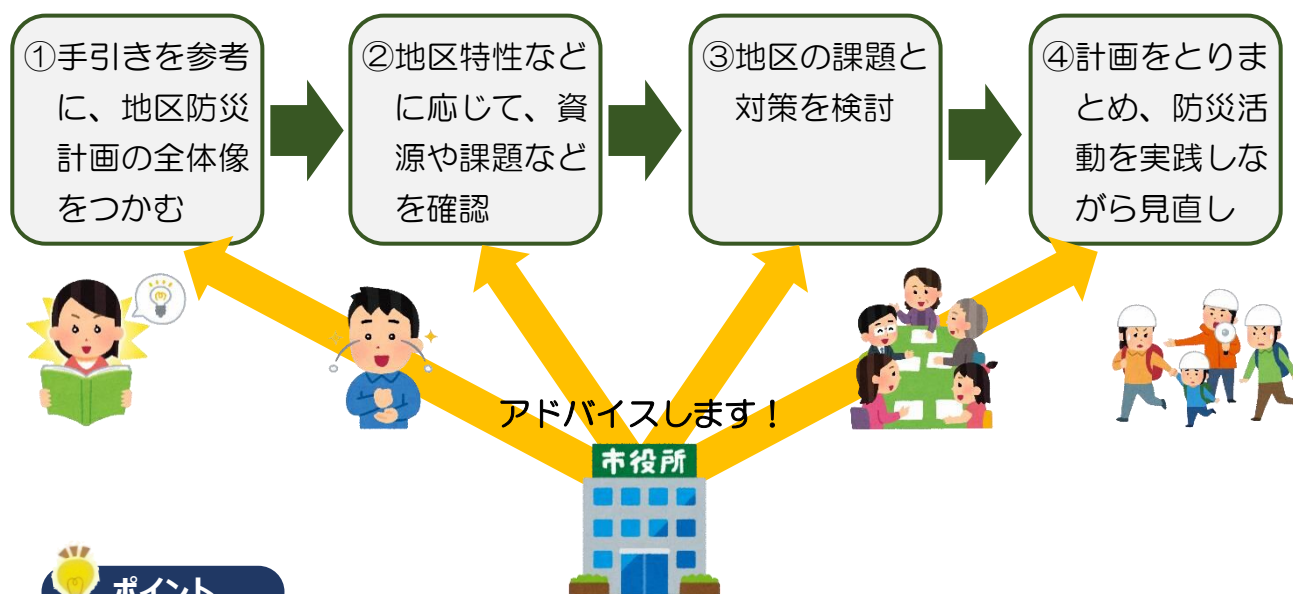 ①手引きを参考
に、地区防災
計画の全体像
をつかむ
②地区特性など
に応じて、資
源や課題など
を確認
③地区の課題と
対策を検討
④計画をとりま
とめ、防災活
動を実践しな
がら見直し
アドバイスします！
市役所
ポイント